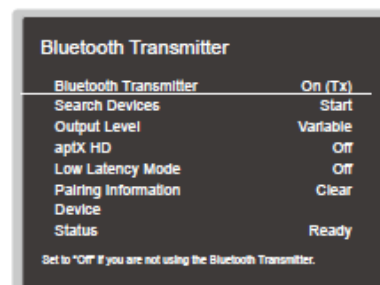 Bluetooth Transmitter
Bluetooth Transmitter On (Tx)
Search Devices Start
Output Level Variable
aptX HD Off
Low Latency Mode Off
Pairing Information Clear
Device
Status Ready
Set to "Off" if you are not using the Bluetooth Transmitter.